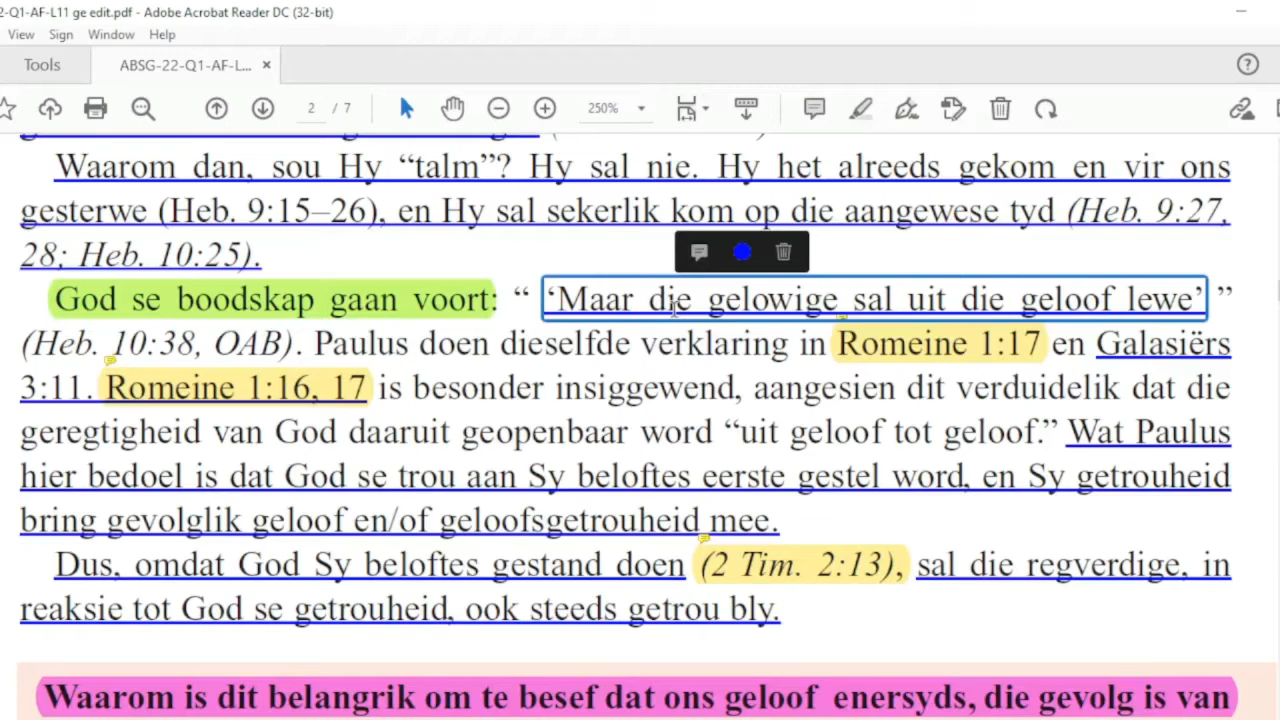 2-Q1-AF-L11 ge edit.pdf - Adobe Acrobat Reader DC (32-bit)
View Sign Window Help
Tools ABSG-22-Q1-AF-L... ×
2 / 7 250%
Waarom dan, sou Hy “talm”? Hy sal nie. Hy het alreeds gekom en vir ons
gesterwe (Heb. 9:15–26), en Hy sal sekerlik kom op die aangewese tyd (Heb. 9:27,
28; Heb. 10:25).
God se boodskap gaan voort: “ ‘Maar die gelowige sal uit die geloof lewe’ ”
(Heb. 10:38, OAB). Paulus doen dieselfde verklaring in Romeine 1:17 en Galasiërs
3:11. Romeine 1:16, 17 is besonder insiggewend, aangesien dit verduidelik dat die
geregtigheid van God daaruit geopenbaar word “uit geloof tot geloof.” Wat Paulus
hier bedoel is dat God se trou aan Sy beloftes eerste gestel word, en Sy getrouheid
bring gevolglik geloof en/of geloofsgetrouheid mee.
Dus, omdat God Sy beloftes gestand doen (2 Tim. 2:13), sal die regverdige, in
reaksie tot God se getrouheid, ook steeds getrou bly.
Waarom is dit belangrik om te besef dat ons geloof enersyds, die gevolg is van